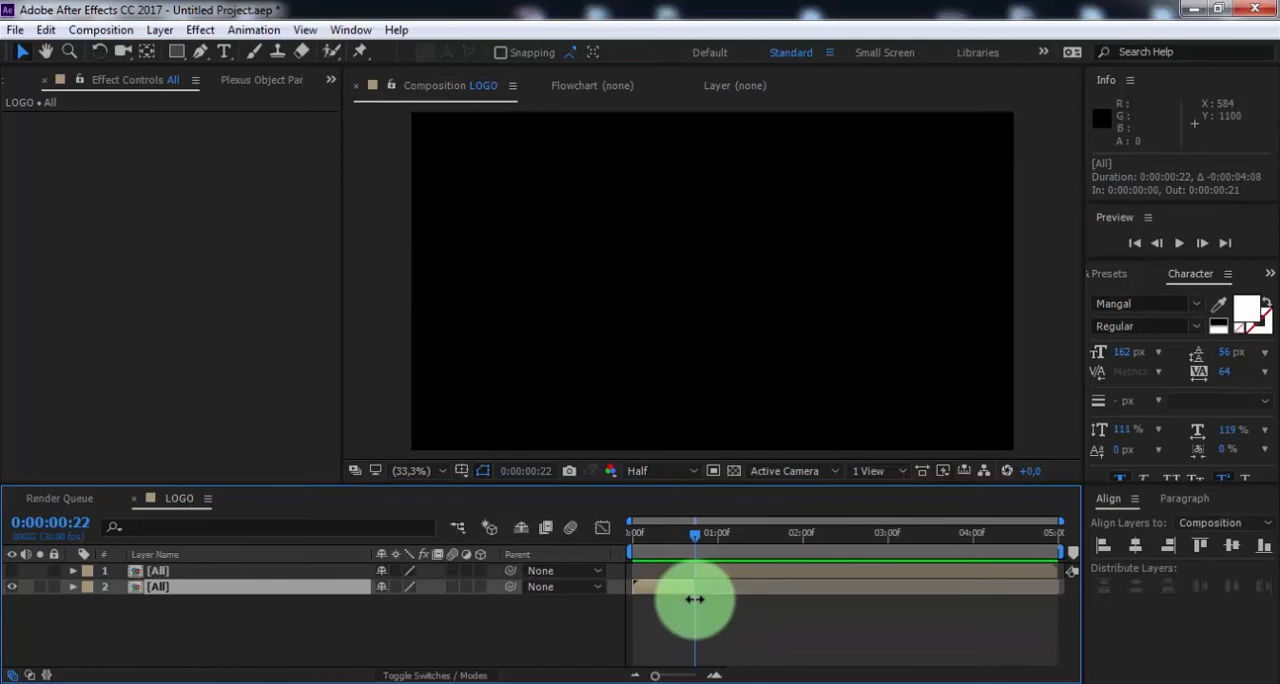 Adobe After Effects CC 2017 - Untitled Project.aep *
File Edit Composition Layer Effect Animation View Window Help
Snapping Default Standard Small Screen Libraries Search Help
Effect Controls All Plexus Object Par Composition LOGO Flowchart (none) Layer (none) Info
LOGO • All
R : X : 584
G : Y : 1100
B :
A : 0
[All]
Duration: 0:00:00:22, Δ -0:00:04:08
In: 0:00:00:00, Out: 0:00:00:21
Preview
& Presets Character
Mangal
Regular
162 px 56 px
Metrics 64
- px
111 % 119 %
0 px 0 %
(33,3%) 0:00:00:22 Half Active Camera 1 View +0,0
Render Queue LOGO Align Paragraph
0:00:00:22
00022 (30.00 fps)
Align Layers to: Composition
:00f 01:00f 02:00f 03:00f 04:00f 05:00
# Layer Name Parent
1 [All] None
2 [All] None
Distribute Layers:
Toggle Switches / Modes